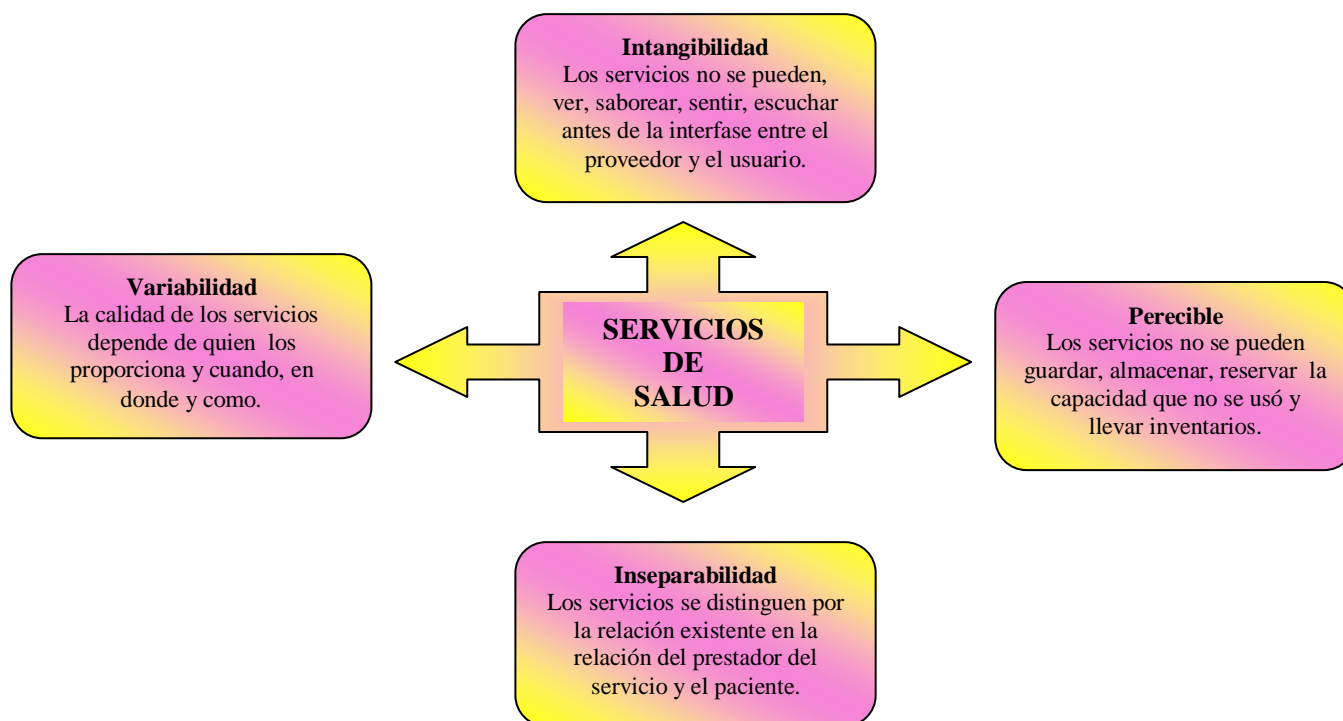 Intangibilidad
Los servicios no se pueden,
ver, saborear, sentir, escuchar
antes de la interfase entre el
proveedor y el usuario.
Variabilidad
La calidad de los servicios
depende de quien los
proporciona y cuando, en
donde y como.
SERVICIOS
DE
SALUD
Perecible
Los servicios no se pueden
guardar, almacenar, reservar la
capacidad que no se usó y
llevar inventarios.
Inseparabilidad
Los servicios se distinguen por
la relación existente en la
relación del prestador del
servicio y el paciente.